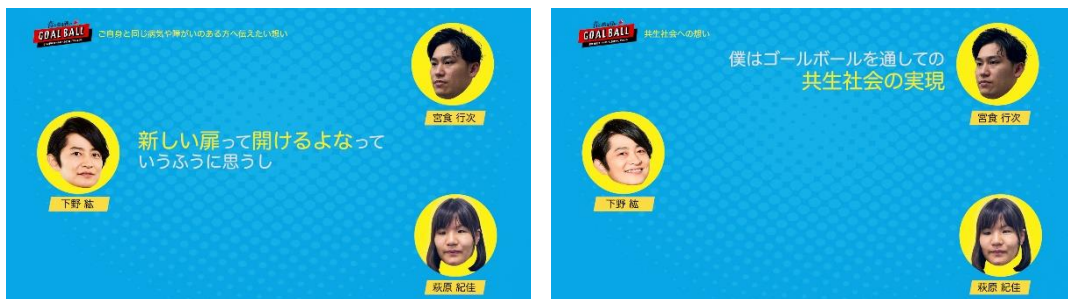 GOALBALL
ご自身と同じ病気や障がいのある方へ伝えたい想い
宮食 行次
新しい扉って開けるよなって
いうふうに思うし
下野 紘
萩原 紀佳
GOALBALL
共生社会への想い
僕はゴールボールを通しての
共生社会の実現
宮食 行次
下野 紘
萩原 紀佳